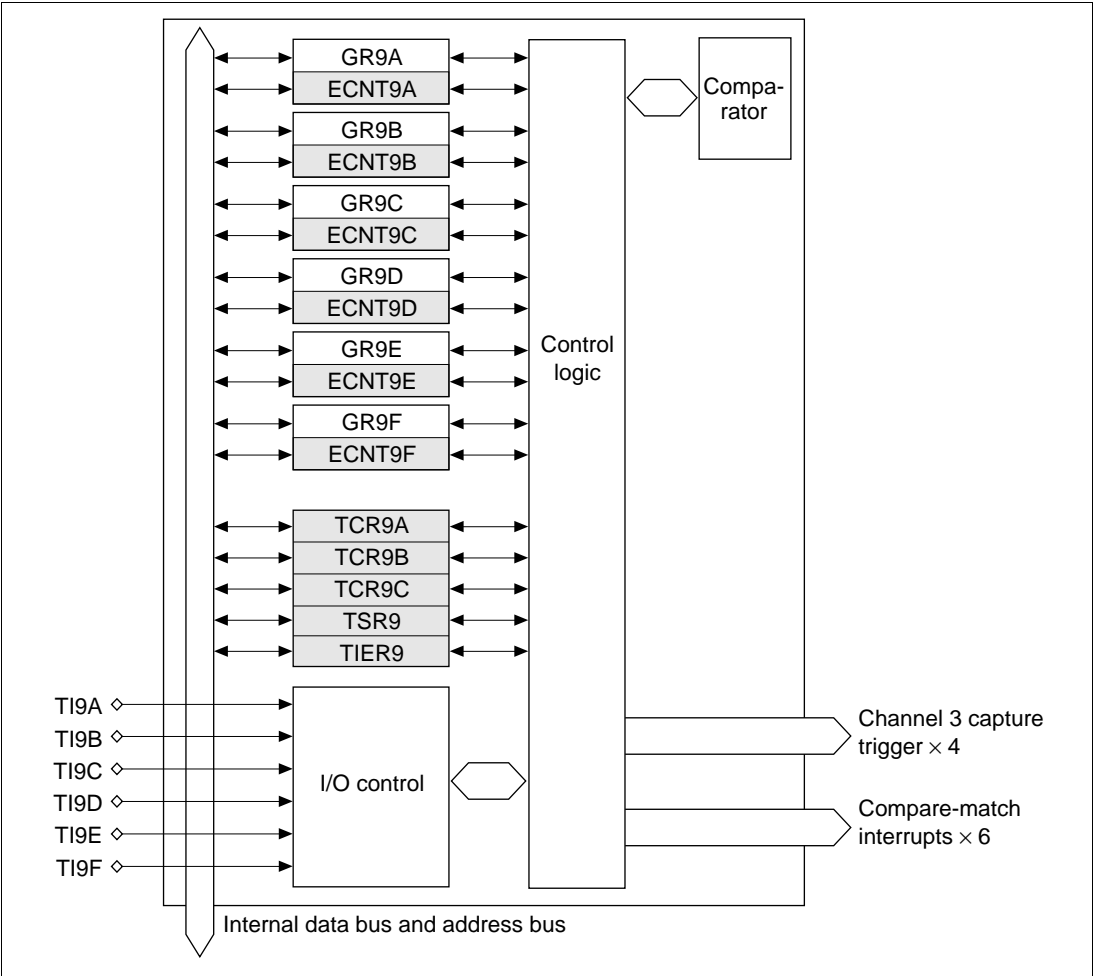 GR9A
ECNT9A
GR9B
ECNT9B
GR9C
ECNT9C
GR9D
ECNT9D
GR9E
ECNT9E
GR9F
ECNT9F
TCR9A
TCR9B
TCR9C
TSR9
TIER9
Control
logic
Compa-
rator
TI9A
TI9B
TI9C
TI9D
TI9E
TI9F
I/O control
Channel 3 capture
trigger × 4
Compare-match
interrupts × 6
Internal data bus and address bus